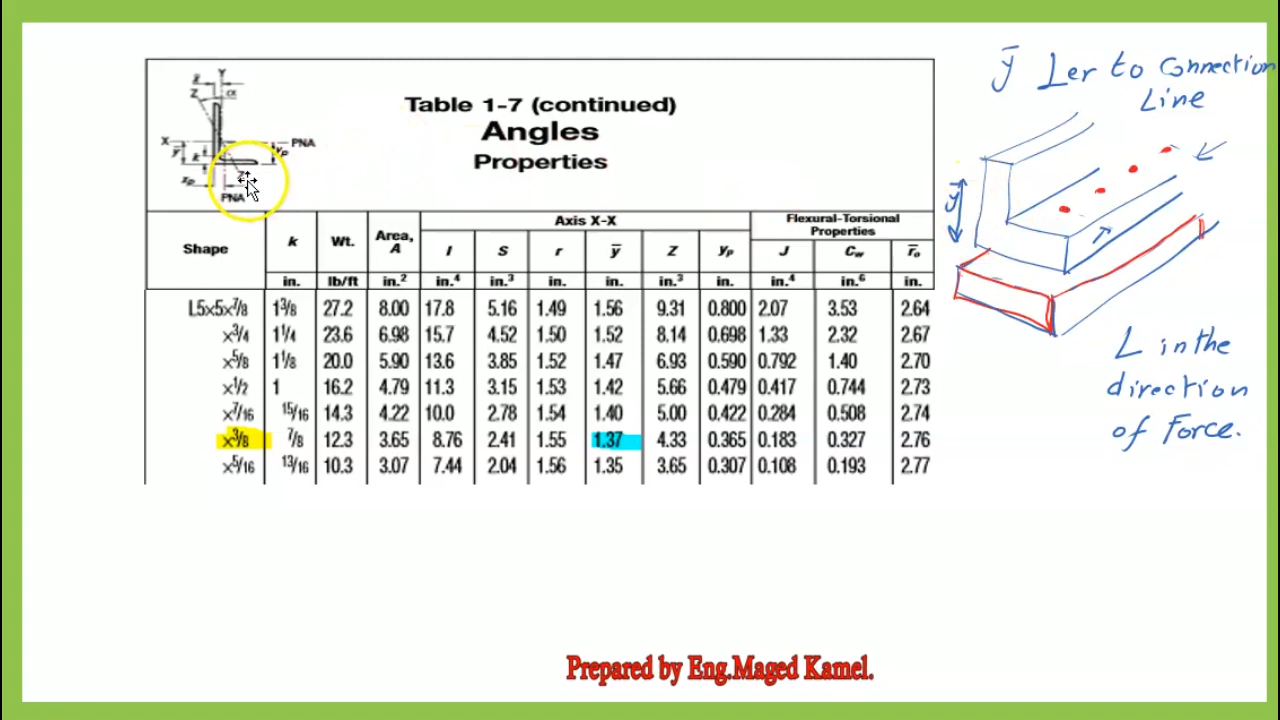 Table 1-7 (continued)
Angles
Properties
Y
Z
α
X
PNA
k
PNA
Shape k Wt. Area, A Axis X-X Flexural-Torsional Properties
I S r ȳ Z yp J Cw r̄o
in. lb/ft in.² in.⁴ in.³ in. in. in.³ in. in.⁴ in.⁶ in.
L5x5x7/8 1 3/8 27.2 8.00 17.8 5.16 1.49 1.56 9.31 0.800 2.07 3.53 2.64
x3/4 1 1/4 23.6 6.98 15.7 4.52 1.50 1.52 8.14 0.698 1.33 2.32 2.67
x5/8 1 1/8 20.0 5.90 13.6 3.85 1.52 1.47 6.93 0.590 0.792 1.40 2.70
x1/2 1 16.2 4.79 11.3 3.15 1.53 1.42 5.66 0.479 0.417 0.744 2.73
x7/16 15/16 14.3 4.22 10.0 2.78 1.54 1.40 5.00 0.422 0.284 0.508 2.74
x3/8 7/8 12.3 3.65 8.76 2.41 1.55 1.37 4.33 0.365 0.183 0.327 2.76
x5/16 13/16 10.3 3.07 7.44 2.04 1.56 1.35 3.65 0.307 0.108 0.193 2.77
ȳ Ler to Connection
Line
ȳ
L in the
direction
of Force.
Prepared by Eng.Maged Kamel.